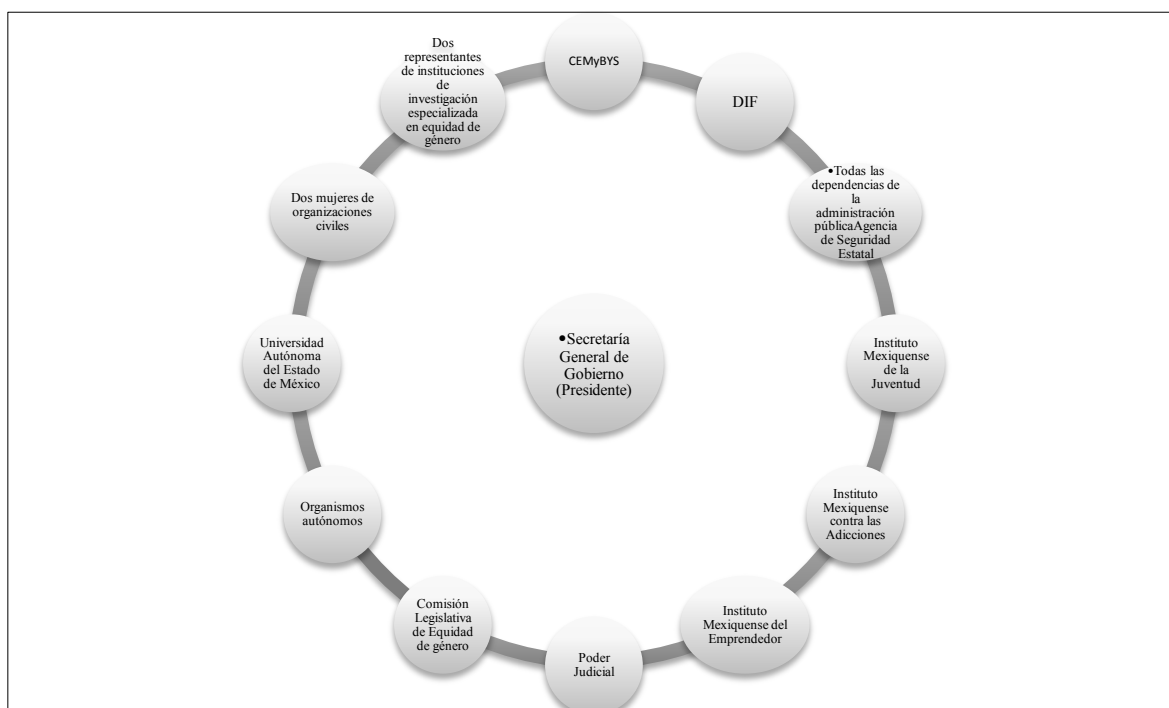 CEMyBYS
DIF
•Todas las
dependencias de
la
administración
públicaAgencia
de Seguridad
Estatal
Instituto
Mexiquense
de la
Juventud
Instituto
Mexiquense
contra las
Adicciones
Instituto
Mexiquense del
Emprendedor
Poder
Judicial
Comisión
Legislativa
de Equidad
de género
Organismos
autónomos
Universidad
Autónoma
del Estado
de México
Dos mujeres de
organizaciones
civiles
Dos
representantes
de instituciones
de
investigación
especializada
en equidad de
género
•Secretaría
General de
Gobierno
(Presidente)